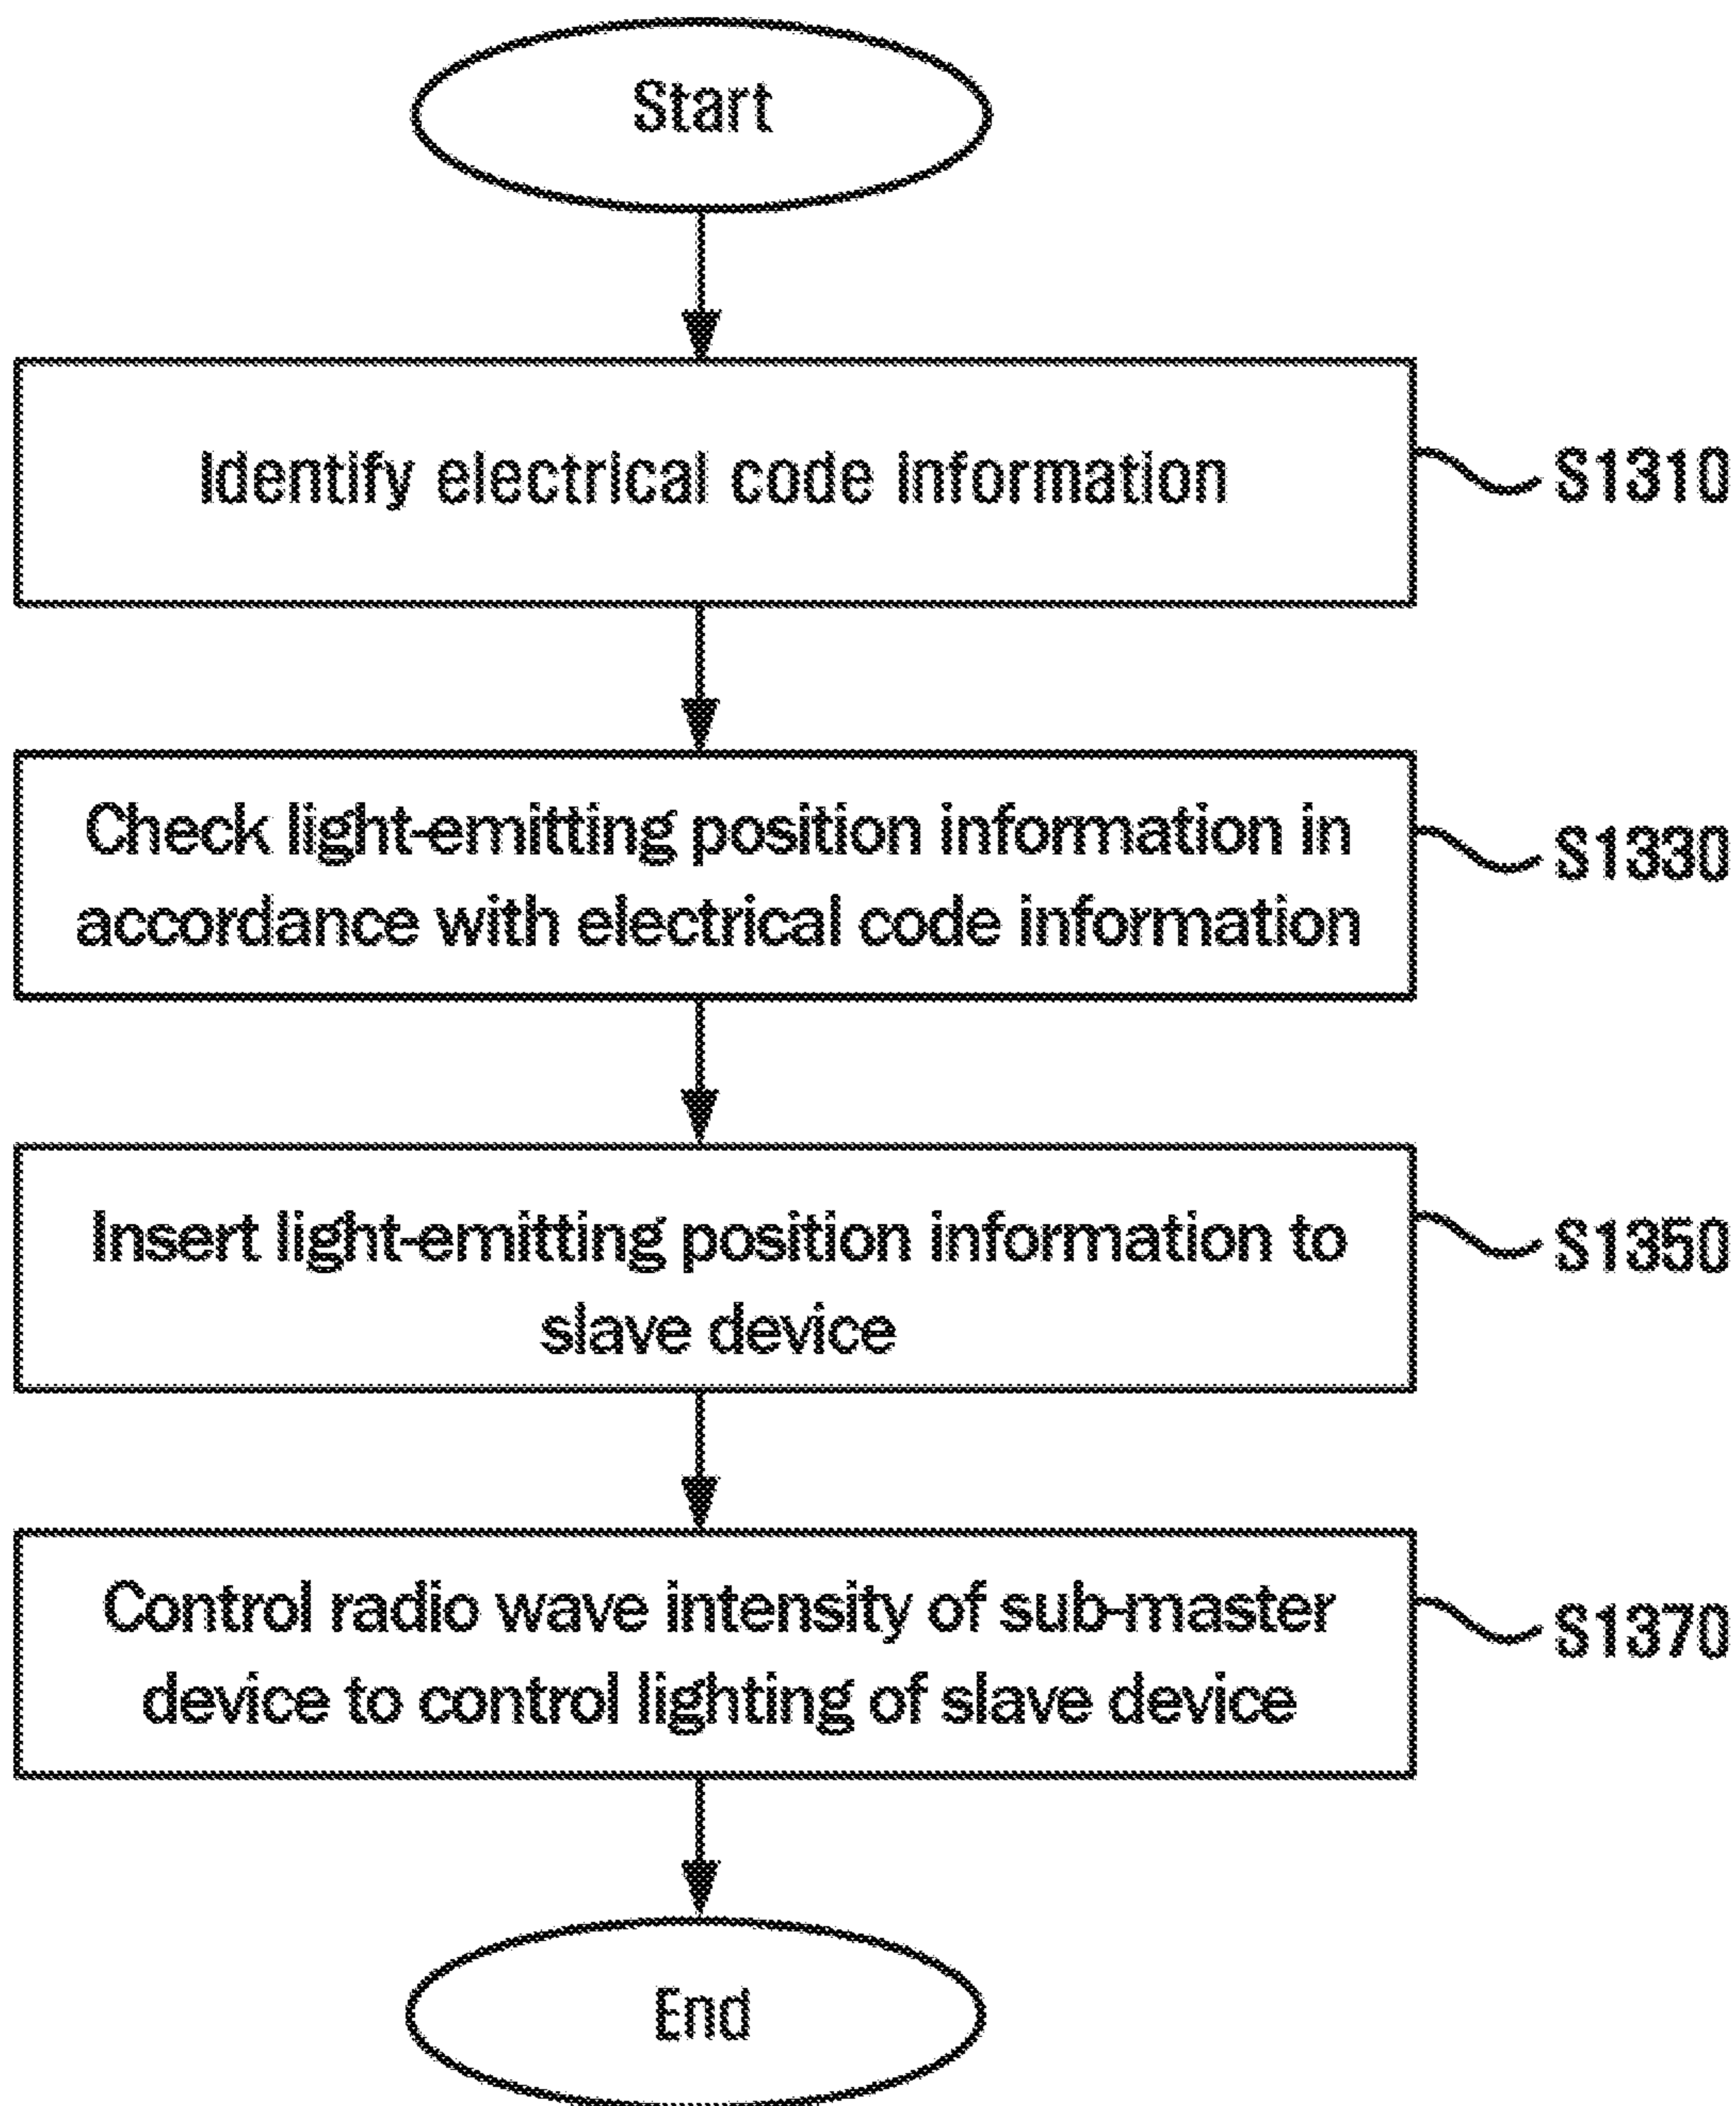 Start
Identify electrical code information
S1310
Check light-emitting position information in
accordance with electrical code information
S1330
Insert light-emitting position information to
slave device
S1350
Control radio wave intensity of sub-master
device to control lighting of slave device
S1370
End